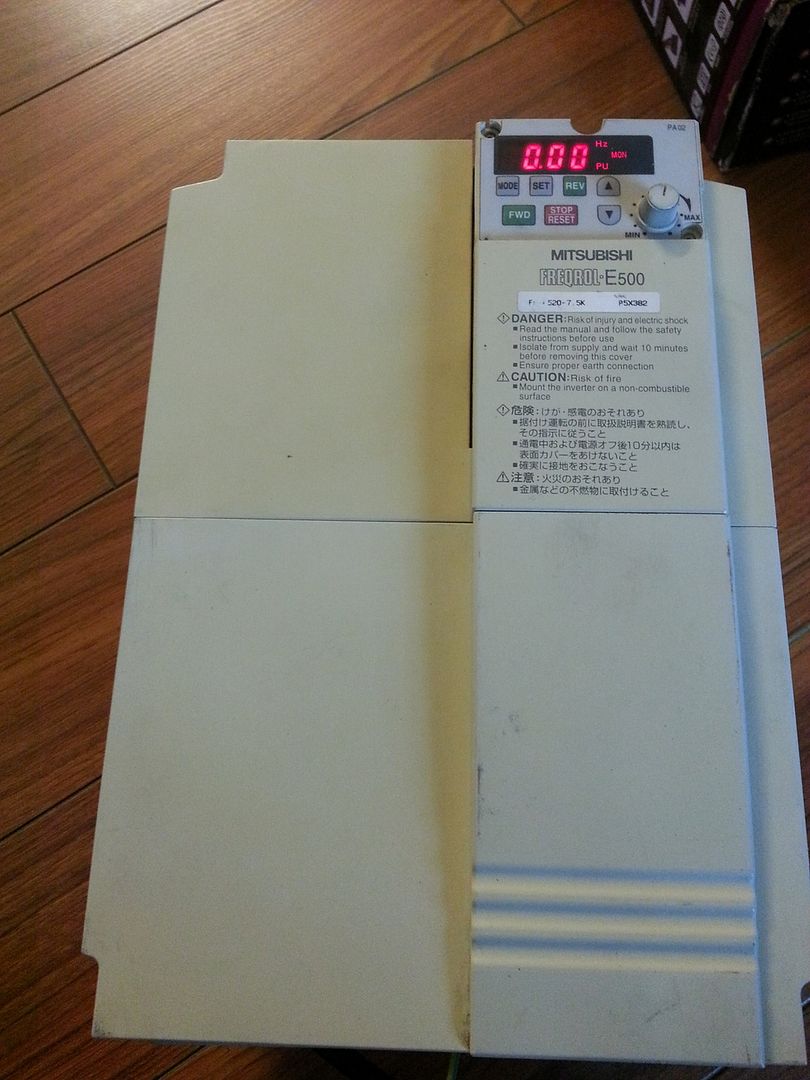 PA02
0.00
Hz
MON
PU
MODE SET REV
FWD STOP RESET
MIN MAX
MITSUBISHI
FREQROL-E500
520-7.5K P5X382
DANGER: Risk of injury and electric shock
■ Read the manual and follow the safety
instructions before use
■ Isolate from supply and wait 10 minutes
before removing this cover
■ Ensure proper earth connection
CAUTION: Risk of fire
■ Mount the inverter on a non-combustible
surface
危険:けが・感電のおそれあり
■ 据付け運転の前に取扱説明書を熟読し、
その指示に従うこと
■ 通電中および電源オフ後10分以内は
表面カバーをあけないこと
■ 確実に接地をおこなうこと
注意:火災のおそれあり
■ 金属などの不燃物に取付けること